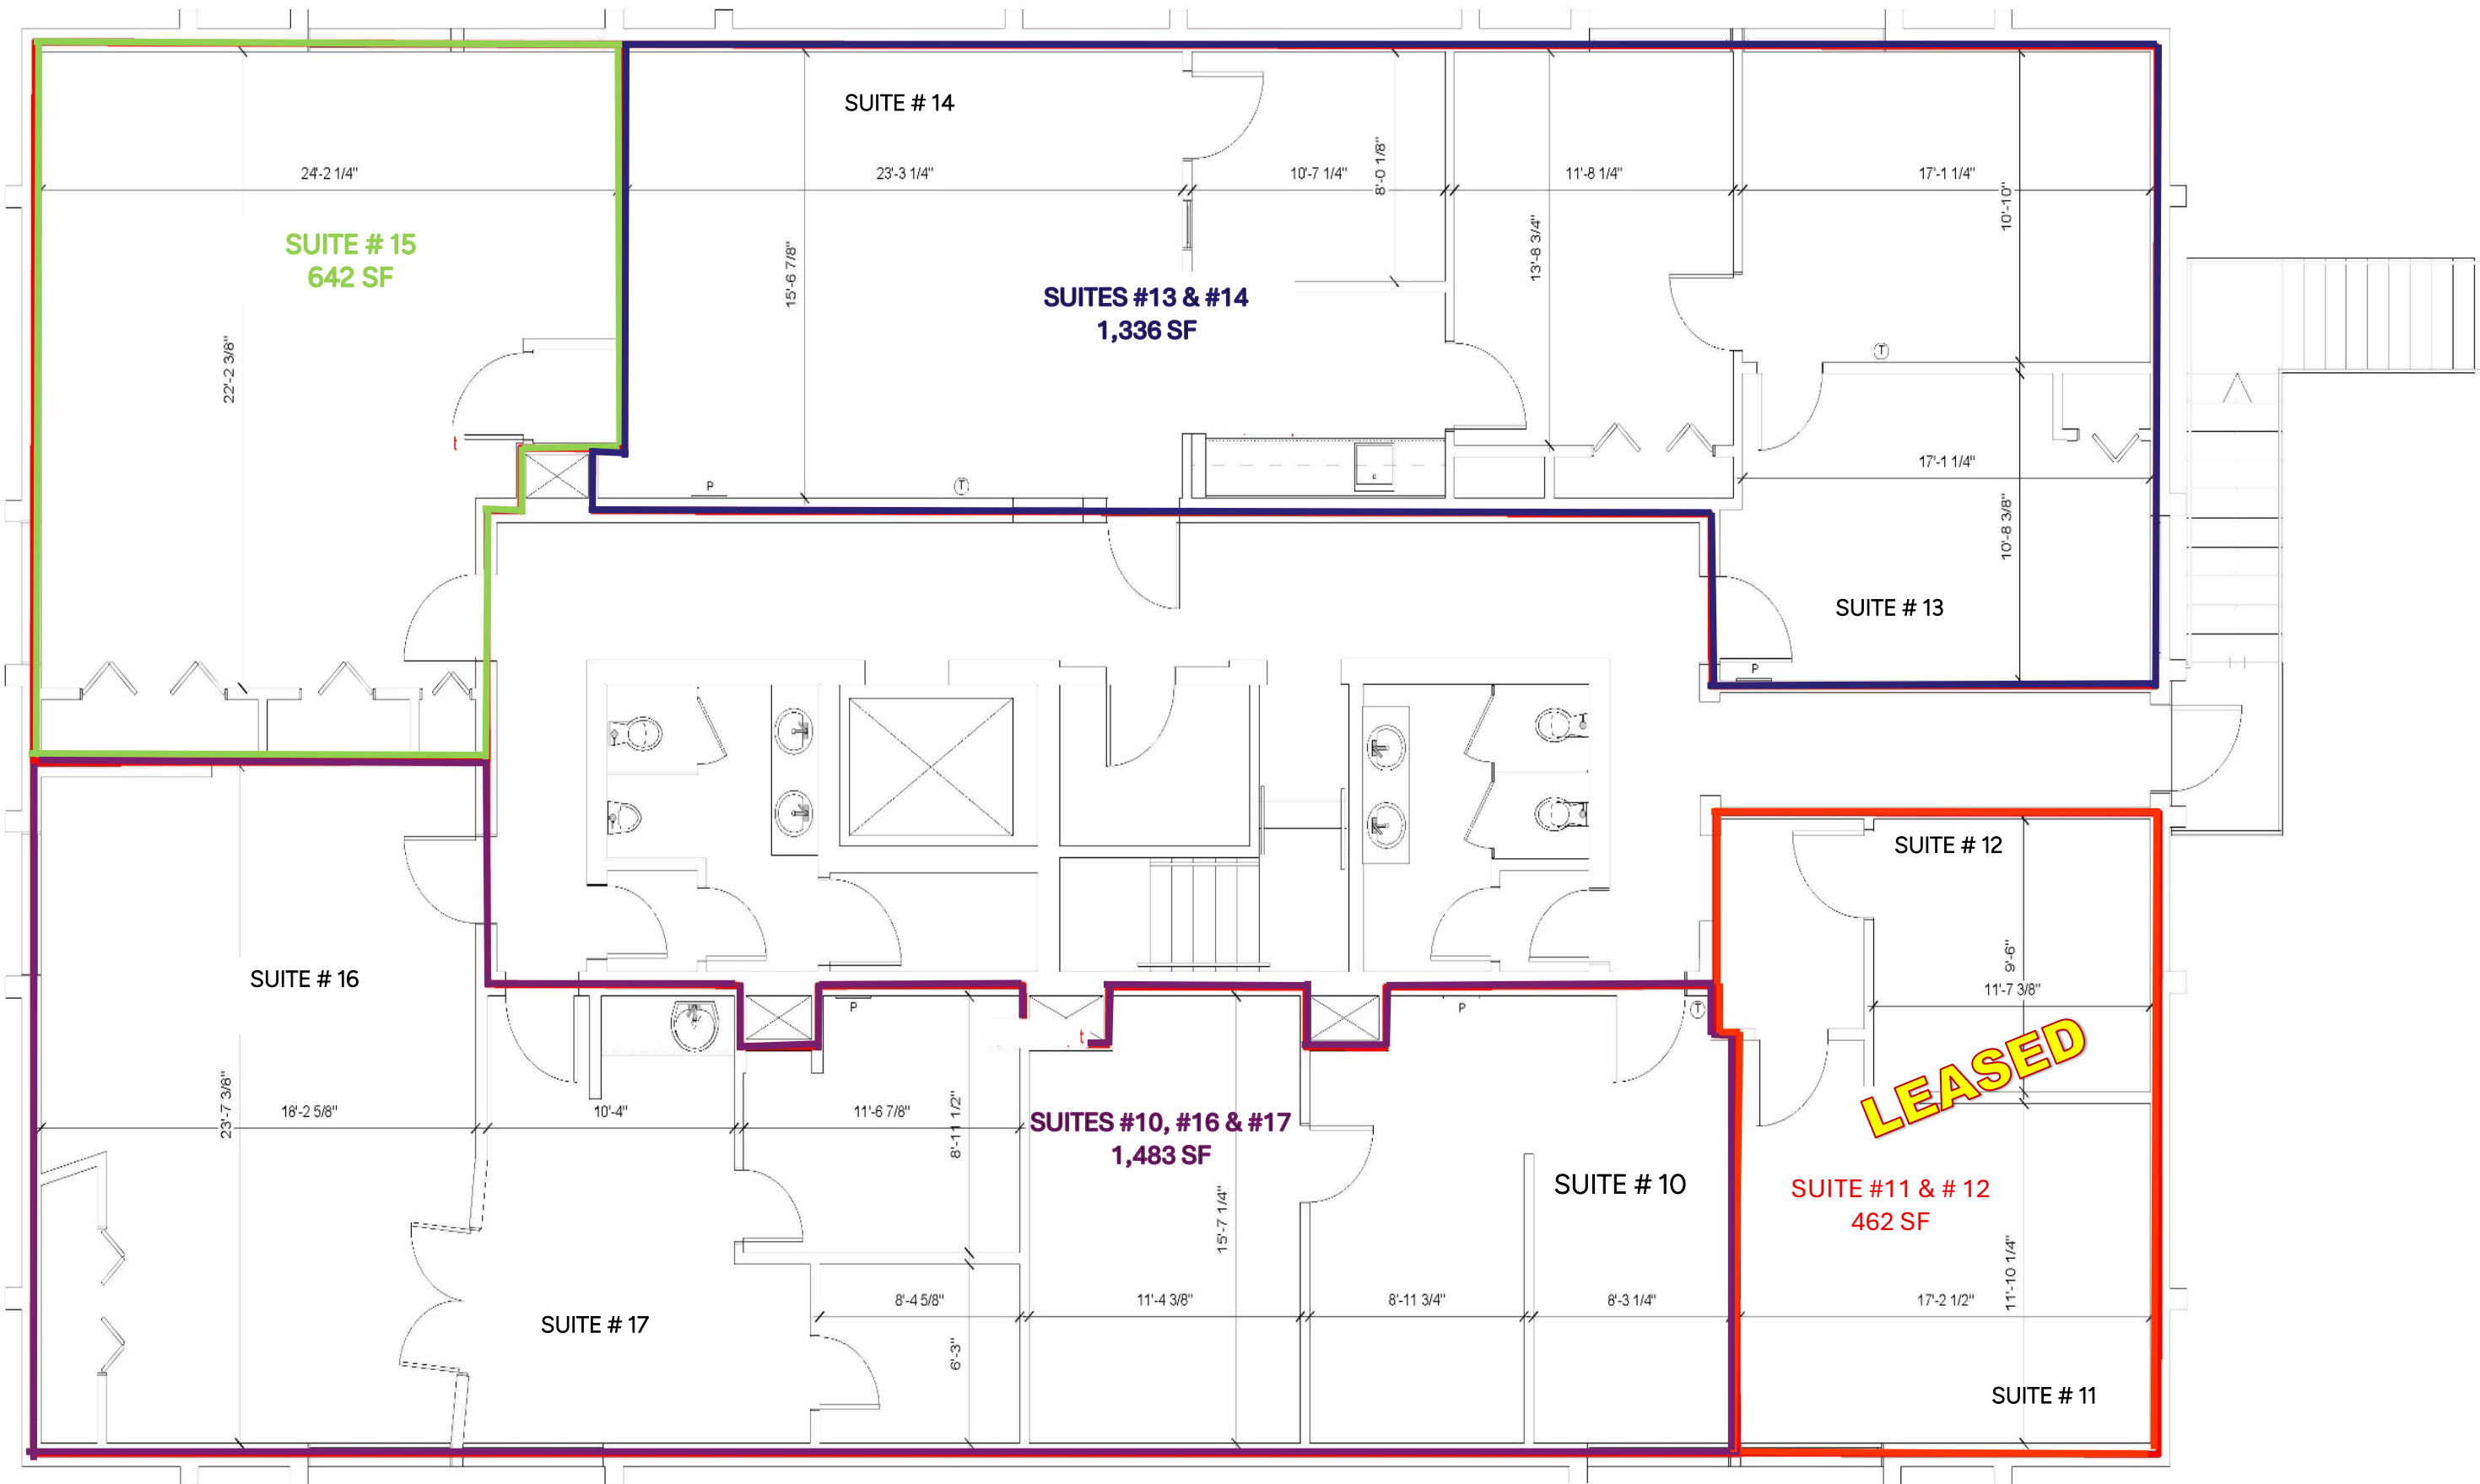 SUITE # 14
24'-2 1/4"
23'-3 1/4"
10'-7 1/4"
8'-0 1/8"
11'-8 1/4"
17'-1 1/4"
10'-10"
SUITE # 15
642 SF
15'-6 7/8"
13'-8 3/4"
SUITES #13 & #14
1,336 SF
22'-2 3/8"
T
t
17'-1 1/4"
P
T
c
10'-8 3/8"
SUITE # 13
P
SUITE # 12
9'-6"
SUITE # 16
11'-7 3/8"
P
P
T
t
LEASED
23'-7 3/8"
18'-2 5/8"
10'-4"
11'-6 7/8"
8'-11 1/2"
SUITES #10, #16 & #17
1,483 SF
SUITE # 10
SUITE #11 & # 12
462 SF
15'-7 1/4"
11'-10 1/4"
8'-4 5/8"
11'-4 3/8"
8'-11 3/4"
8'-3 1/4"
17'-2 1/2"
SUITE # 17
6'-3"
SUITE # 11